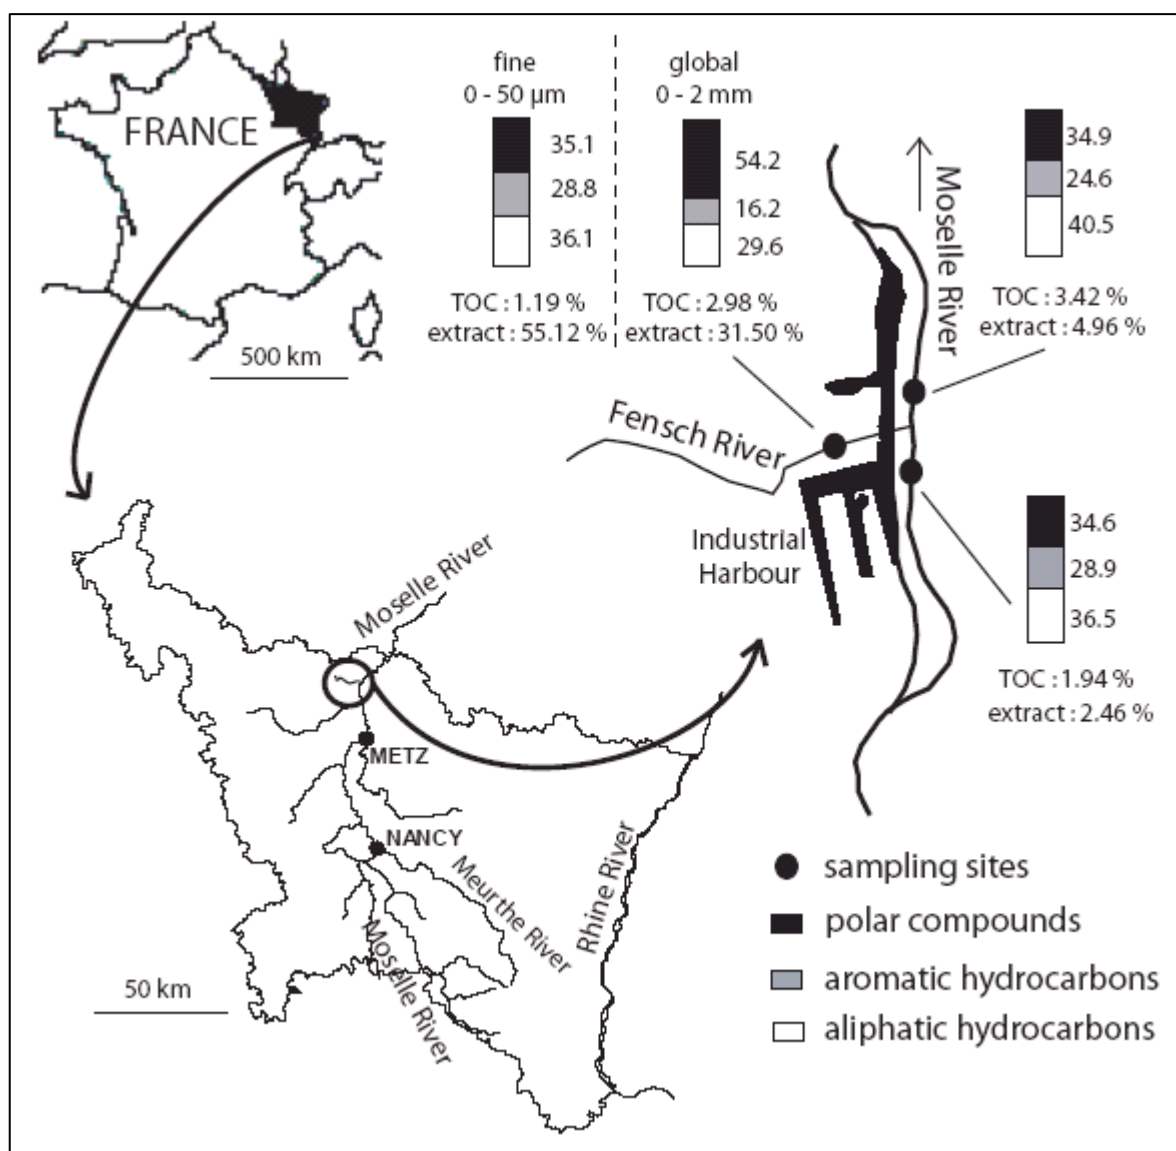 FRANCE
500 km
fine
0 - 50 µm
35.1
28.8
36.1
TOC : 1.19 %
extract : 55.12 %
global
0 - 2 mm
54.2
16.2
29.6
TOC : 2.98 %
extract : 31.50 %
34.9
24.6
40.5
TOC : 3.42 %
extract : 4.96 %
Moselle River
Fensch River
Industrial
Harbour
34.6
28.9
36.5
TOC : 1.94 %
extract : 2.46 %
Moselle River
METZ
NANCY
Meurthe River
Moselle River
Rhine River
50 km
sampling sites
polar compounds
aromatic hydrocarbons
aliphatic hydrocarbons